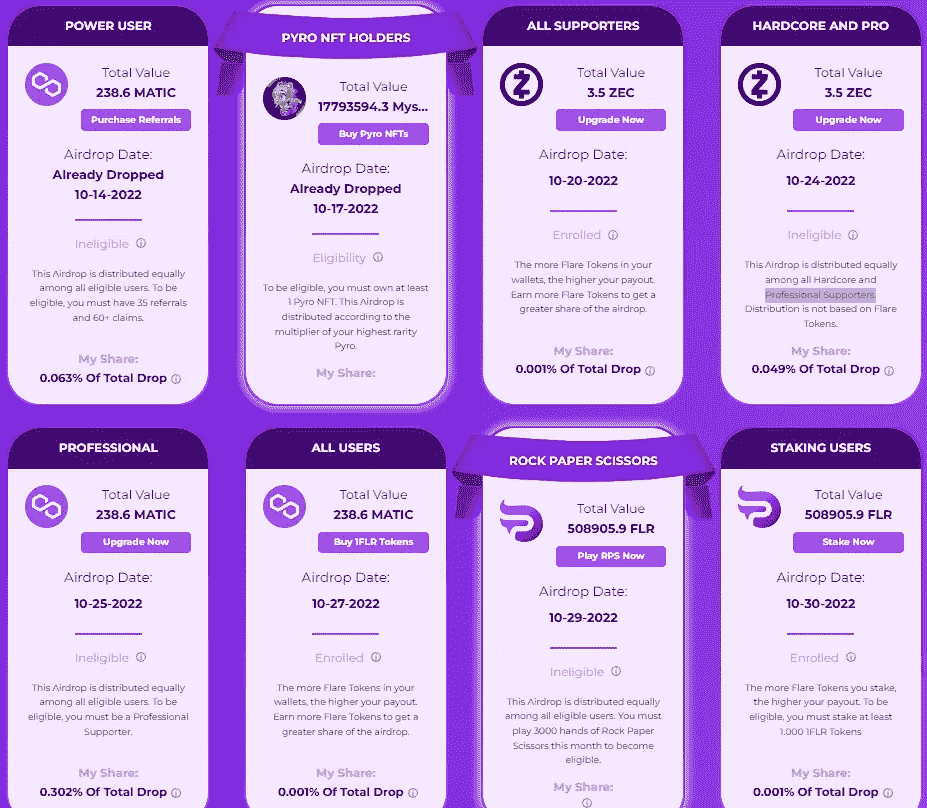 POWER USER
Total Value
238.6 MATIC
Purchase Referrals
Airdrop Date:
Already Dropped
10-14-2022
Ineligible
This Airdrop is distributed equally
among all eligible users. To be
eligible, you must have 35 referrals
and 60+ claims.
My Share:
0.063% Of Total Drop
PYRO NFT HOLDERS
Total Value
17793594.3 Mys...
Buy Pyro NFTs
Airdrop Date:
Already Dropped
10-17-2022
Eligibility
To be eligible, you must own at least
1 Pyro NFT. This Airdrop is
distributed according to the
multiplier of your highest rarity
Pyro.
My Share:
ALL SUPPORTERS
Total Value
3.5 ZEC
Upgrade Now
Airdrop Date:
10-20-2022
Enrolled
The more Flare Tokens in your
wallets, the higher your payout.
Earn more Flare Tokens to get a
greater share of the airdrop.
My Share:
0.001% Of Total Drop
HARDCORE AND PRO
Total Value
3.5 ZEC
Upgrade Now
Airdrop Date:
10-24-2022
Ineligible
This Airdrop is distributed equally
among all Hardcore and
Professional Supporters.
Distribution is not based on Flare
Tokens.
My Share:
0.049% Of Total Drop
PROFESSIONAL
Total Value
238.6 MATIC
Upgrade Now
Airdrop Date:
10-25-2022
Ineligible
This Airdrop is distributed equally
among all eligible users. To be
eligible, you must be a Professional
Supporter.
My Share:
0.302% Of Total Drop
ALL USERS
Total Value
238.6 MATIC
Buy 1FLR Tokens
Airdrop Date:
10-27-2022
Enrolled
The more Flare Tokens in your
wallets, the higher your payout.
Earn more Flare Tokens to get a
greater share of the airdrop.
My Share:
0.001% Of Total Drop
ROCK PAPER SCISSORS
Total Value
508905.9 FLR
Play RPS Now
Airdrop Date:
10-29-2022
Ineligible
This Airdrop is distributed equally
among all eligible users. You must
play 3000 hands of Rock Paper
Scissors this month to become
eligible.
My Share:
STAKING USERS
Total Value
508905.9 FLR
Stake Now
Airdrop Date:
10-30-2022
Enrolled
The more Flare Tokens you stake,
the higher your payout. To be
eligible, you must stake at least
1.000 1FLR Tokens
My Share:
0.001% Of Total Drop